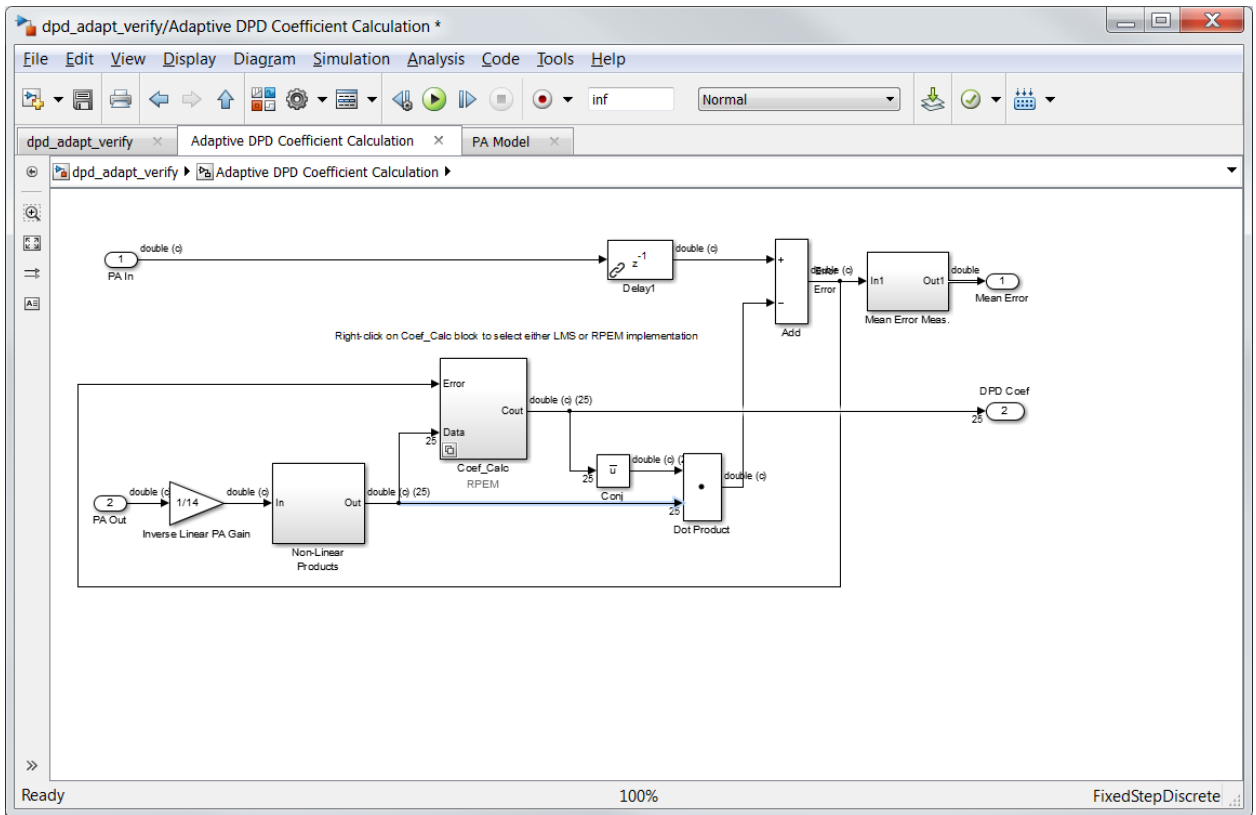 dpd_adapt_verify/Adaptive DPD Coefficient Calculation *
File Edit View Display Diagram Simulation Analysis Code Tools Help
inf Normal
dpd_adapt_verify Adaptive DPD Coefficient Calculation PA Model
dpd_adapt_verify Adaptive DPD Coefficient Calculation
double (c)
1
PA In
z-1
Delay1
double (c)
+
−
Add
double (c)
Error
In1 Out1
Mean Error Meas.
double
1
Mean Error
Right-click on Coef_Calc block to select either LMS or RPEM implementation
Error
Data
Cout
25
Coef_Calc
RPEM
double (c) (25)
DPD Coef
2
25
u
25
Conj
double (c) (2
25
Dot Product
double (c)
2
PA Out
double (c
1/14
Inverse Linear PA Gain
double (c)
In Out
Non-Linear
Products
double (c) (25)
Ready 100% FixedStepDiscrete